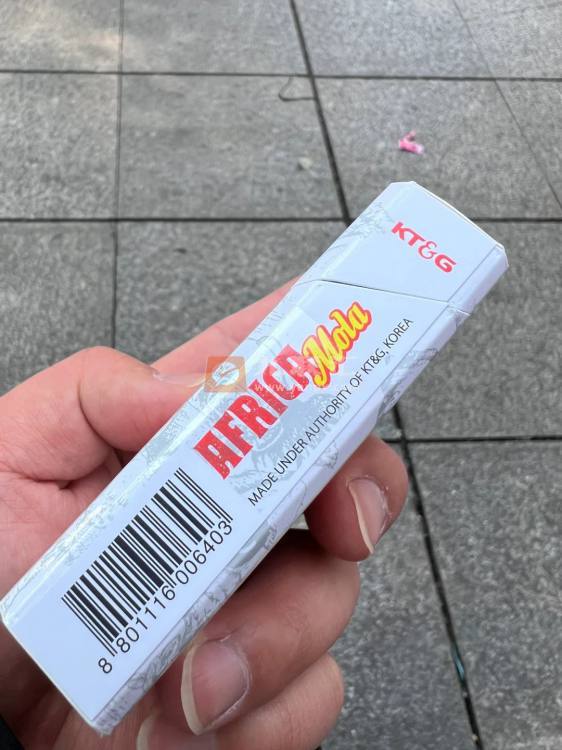 KT&G
AFRICA Mola
MADE UNDER AUTHORITY OF KT&G, KOREA
8 801116 006403